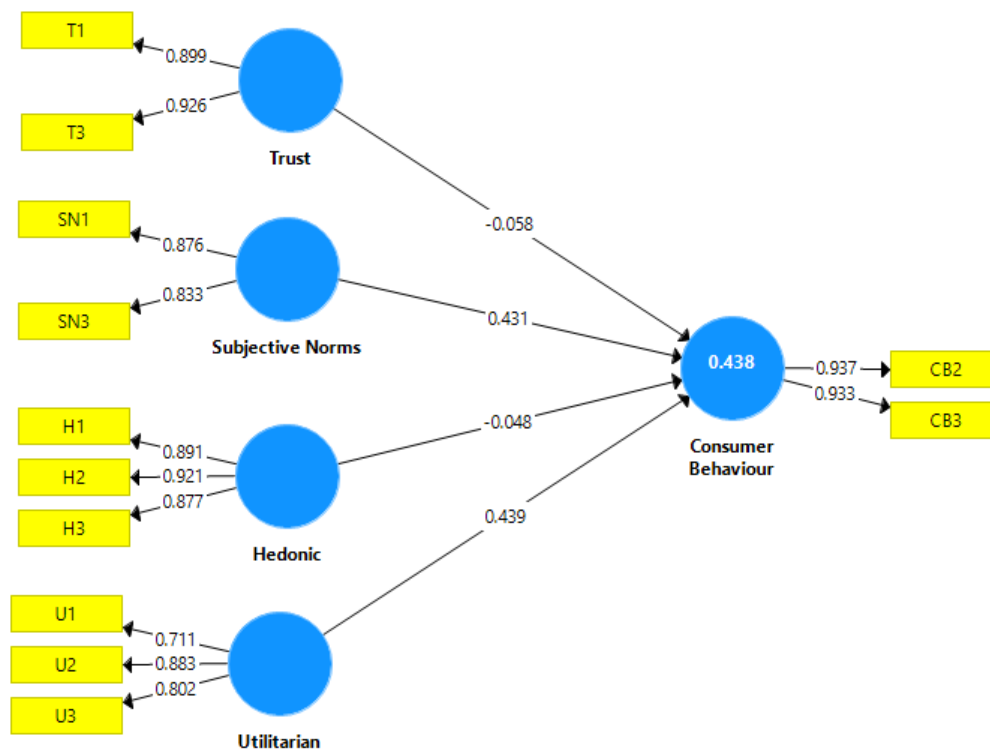 T1
0.899
0.926
T3
Trust
-0.058
SN1
0.876
0.833
SN3
Subjective Norms
0.431
0.438
0.937
CB2
0.933
CB3
Consumer
Behaviour
H1
0.891
H2
0.921
0.877
H3
Hedonic
-0.048
0.439
U1
0.711
U2
0.883
0.802
U3
Utilitarian